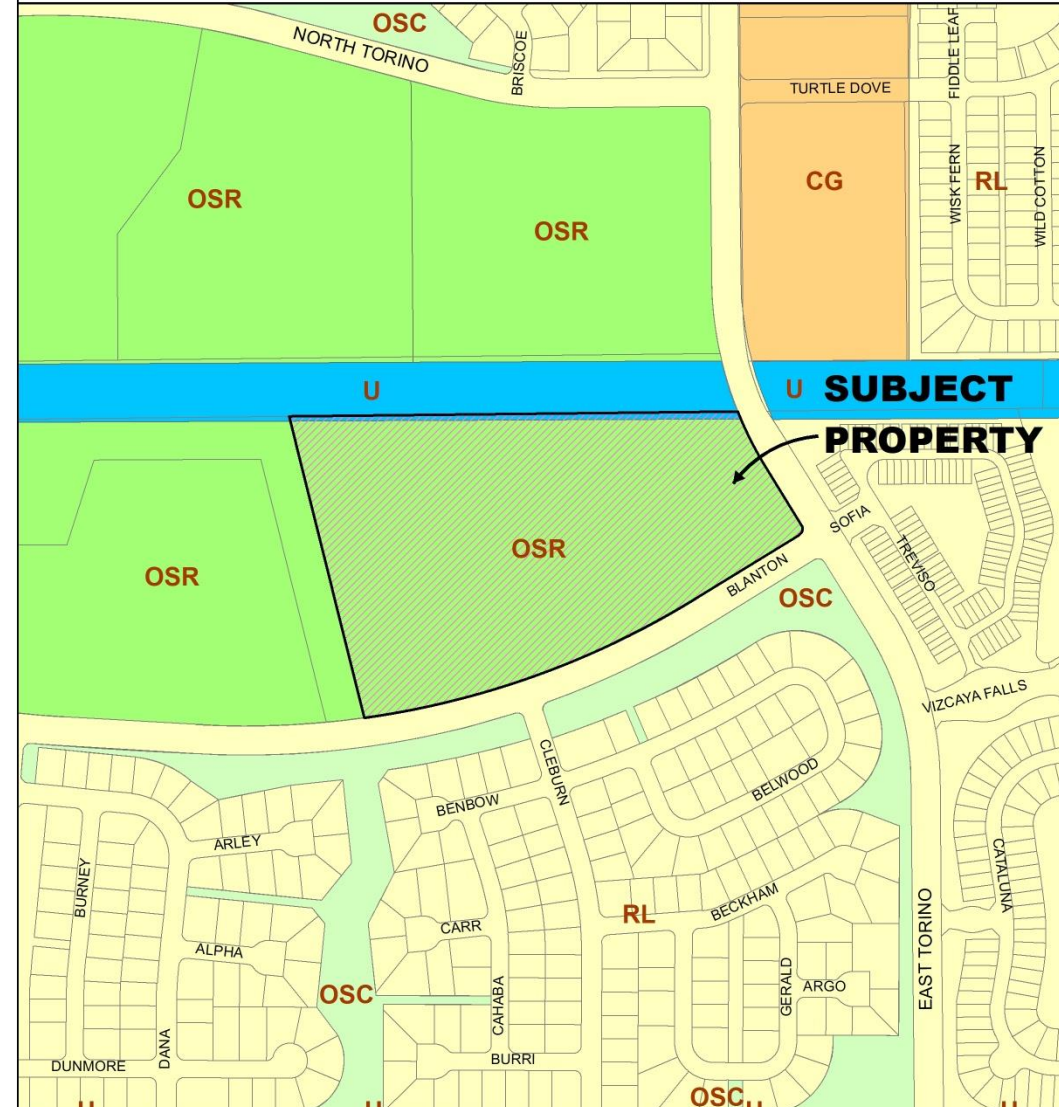 OSC
NORTH TORINO
BRISCOE
TURTLE DOVE
FIDDLE LEAF
OSR
OSR
CG
WISK FERN
RL
WILD COTTON
U
U
SUBJECT
PROPERTY
OSR
OSR
SOFIA
TREVISO
BLANTON
OSC
VIZCAYA FALLS
CLEBURN
BENBOW
BELWOOD
ARLEY
BURNEY
CATALUNA
BECKHAM
RL
CARR
ALPHA
EAST TORINO
GERALD
ARGO
OSC
CAHABA
DANA
BURRI
DUNMORE
OSC
U
U
U
U